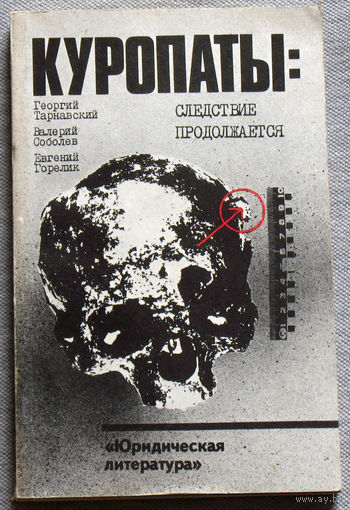 КУРОПАТЫ:
Георгий
Тарнавский
Валерий
Соболев
Евгений
Горелик
СЛЕДСТВИЕ
ПРОДОЛЖАЕТСЯ
«Юридическая
литература»
www.ay.by